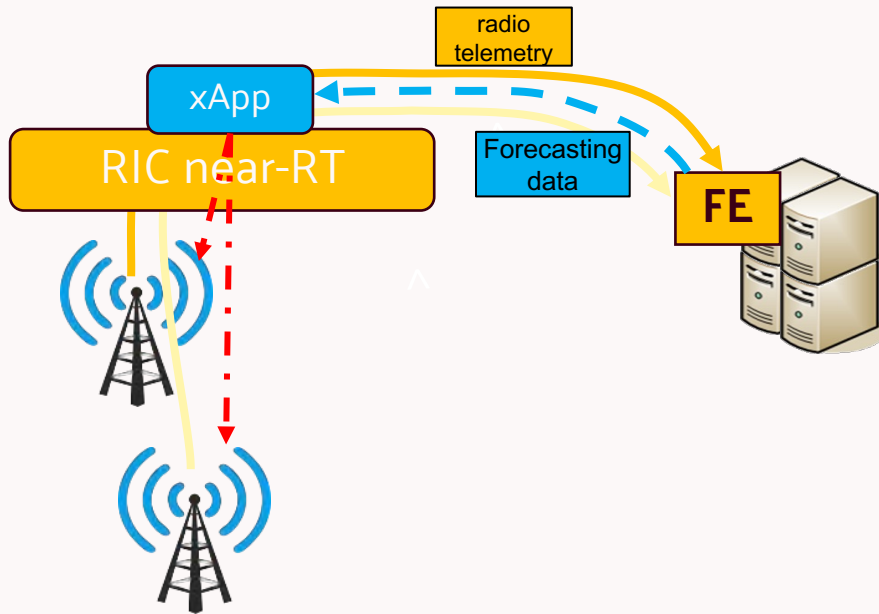 radio
telemetry
xApp
RIC near-RT
Forecasting
data
FE
^